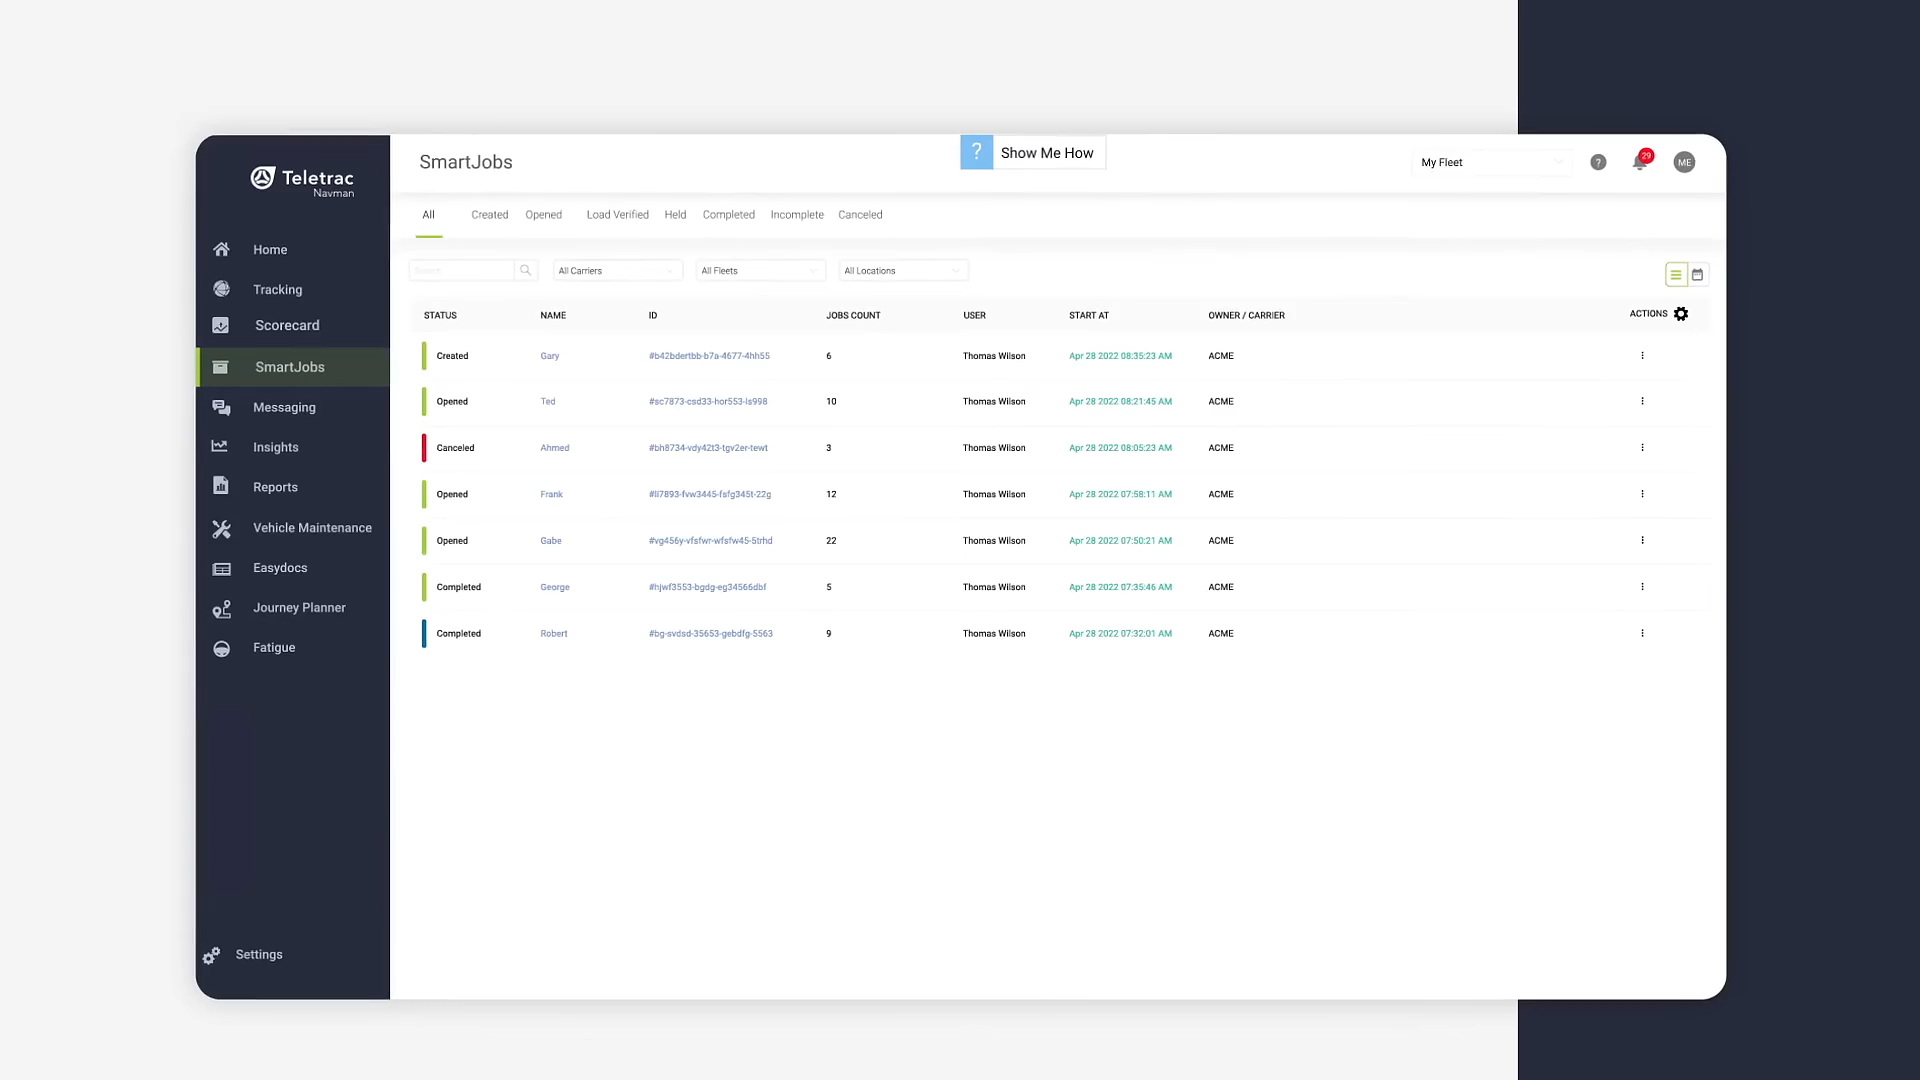 Teletrac
Navman
SmartJobs
? Show Me How
My Fleet
?
29
ME
Home
Tracking
Scorecard
SmartJobs
Messaging
Insights
Reports
Vehicle Maintenance
Easydocs
Journey Planner
Fatigue
Settings
All Created Opened Load Verified Held Completed Incomplete Canceled
Search All Carriers All Fleets All Locations
STATUS NAME ID JOBS COUNT USER START AT OWNER / CARRIER ACTIONS
Created Gary #b42bdertbb-b7a-4677-4hh55 6 Thomas Wilson Apr 28 2022 08:35:23 AM ACME
Opened Ted #sc7873-csd33-hor553-ls998 10 Thomas Wilson Apr 28 2022 08:21:45 AM ACME
Canceled Ahmed #bh8734-vdy42t3-tgv2er-tewt 3 Thomas Wilson Apr 28 2022 08:05:23 AM ACME
Opened Frank #ll7893-fvw3445-fsfg345t-22g 12 Thomas Wilson Apr 28 2022 07:58:11 AM ACME
Opened Gabe #vg456y-vfsfwr-wfsfw45-5trhd 22 Thomas Wilson Apr 28 2022 07:50:21 AM ACME
Completed George #hjwf3553-bgdg-eg34566dbf 5 Thomas Wilson Apr 28 2022 07:35:46 AM ACME
Completed Robert #bg-svdsd-35653-gebdfg-5563 9 Thomas Wilson Apr 28 2022 07:32:01 AM ACME